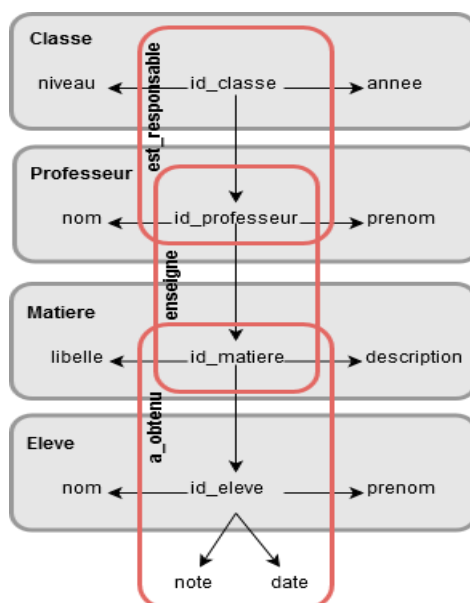 Classe
niveau id_classe annee
est_responsable
Professeur
nom id_professeur prenom
enseigne
Matiere
libelle id_matiere description
a_obtenu
Eleve
nom id_eleve prenom
note date